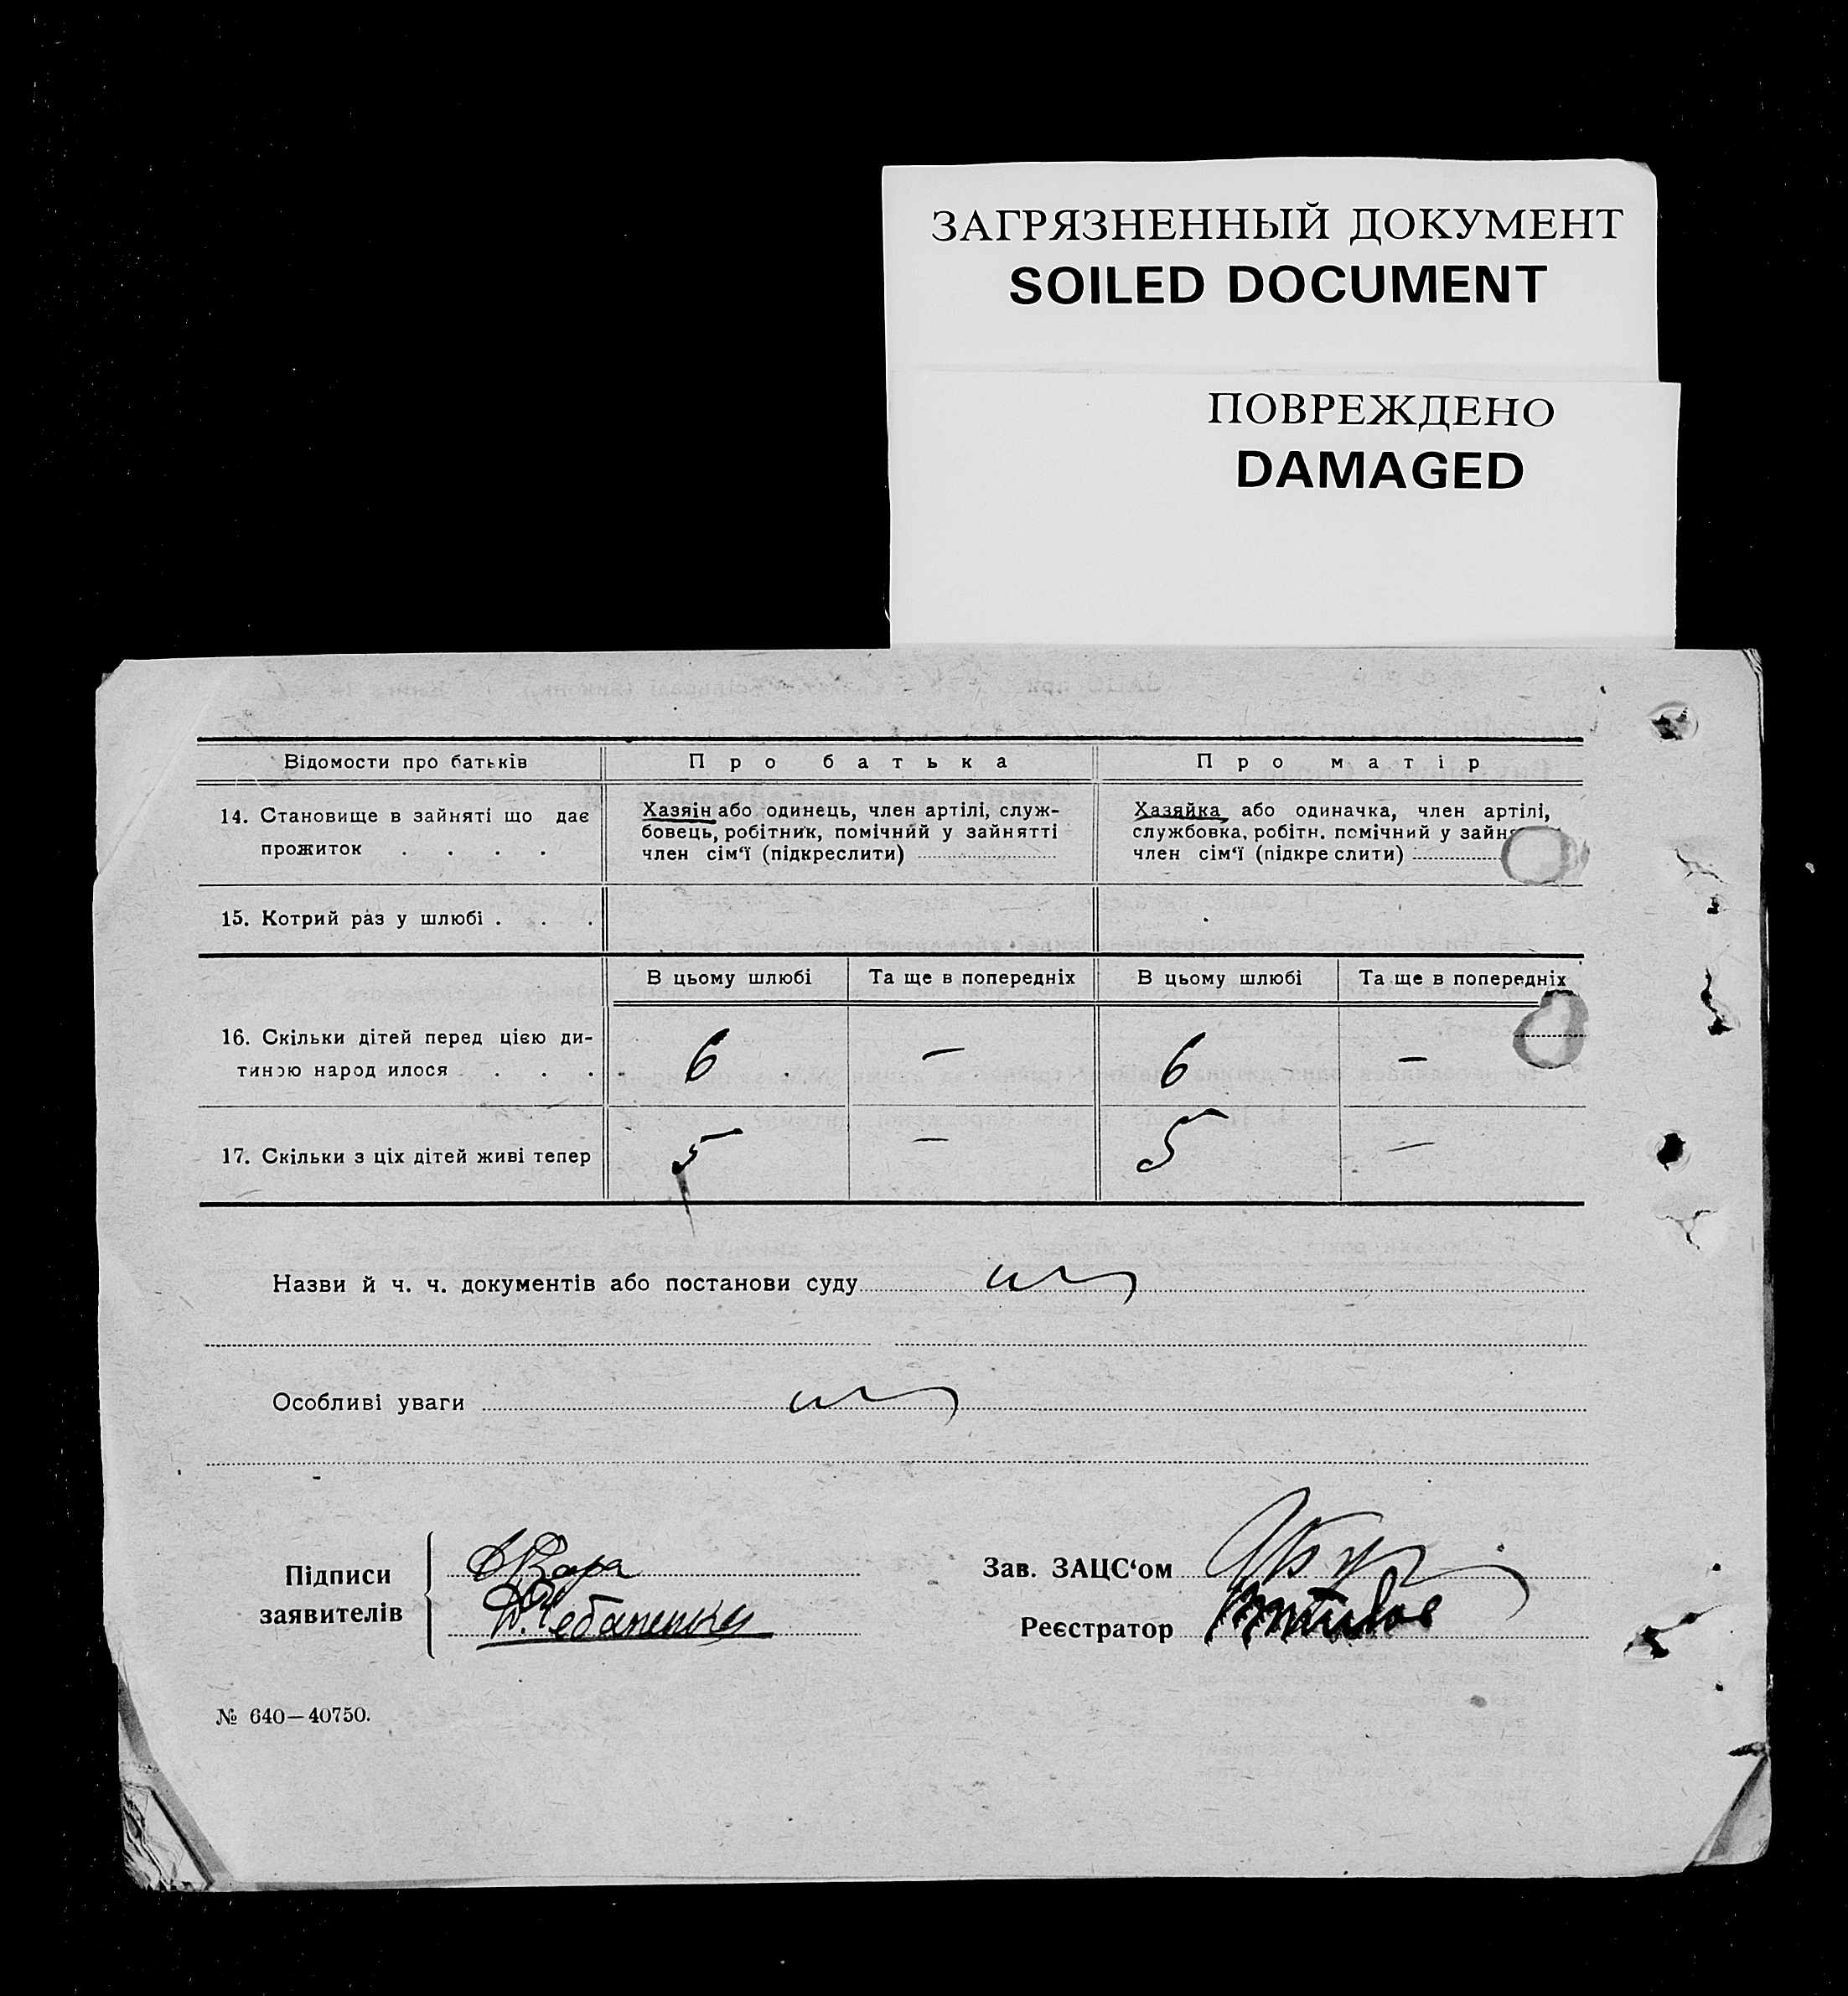 ЗАГРЯЗНЕННЫЙ ДОКУМЕНТ
SOILED DOCUMENT
ПОВРЕЖДЕНО
DAMAGED
Відомости про батьків Про батька Про матір
14. Становище в зайняті що дає прожиток . . . .
Хазяін або одинець, член артілі, служ-
бовець, робітник, помічний у зайнятті
член сім‘ї (підкреслити)
Хазяйка або одиначка, член артілі,
службовка, робітн. помічний у
член сім‘ї (підкреслити)
15. Котрий раз у шлюбі . . .
В цьому шлюбі Та ще в попередніх В цьому шлюбі Та ще в попередніх
16. Скільки дітей перед цією ди-
тиною народилося . . . . 6 — 6 —
17. Скільки з ціх дітей живі тепер 5 — 5 —
Назви й ч. ч. документів або постанови суду
Особливі уваги
Підписи
заявителів
Зав. ЗАЦС‘ом
Реєстратор
№ 640—40750.